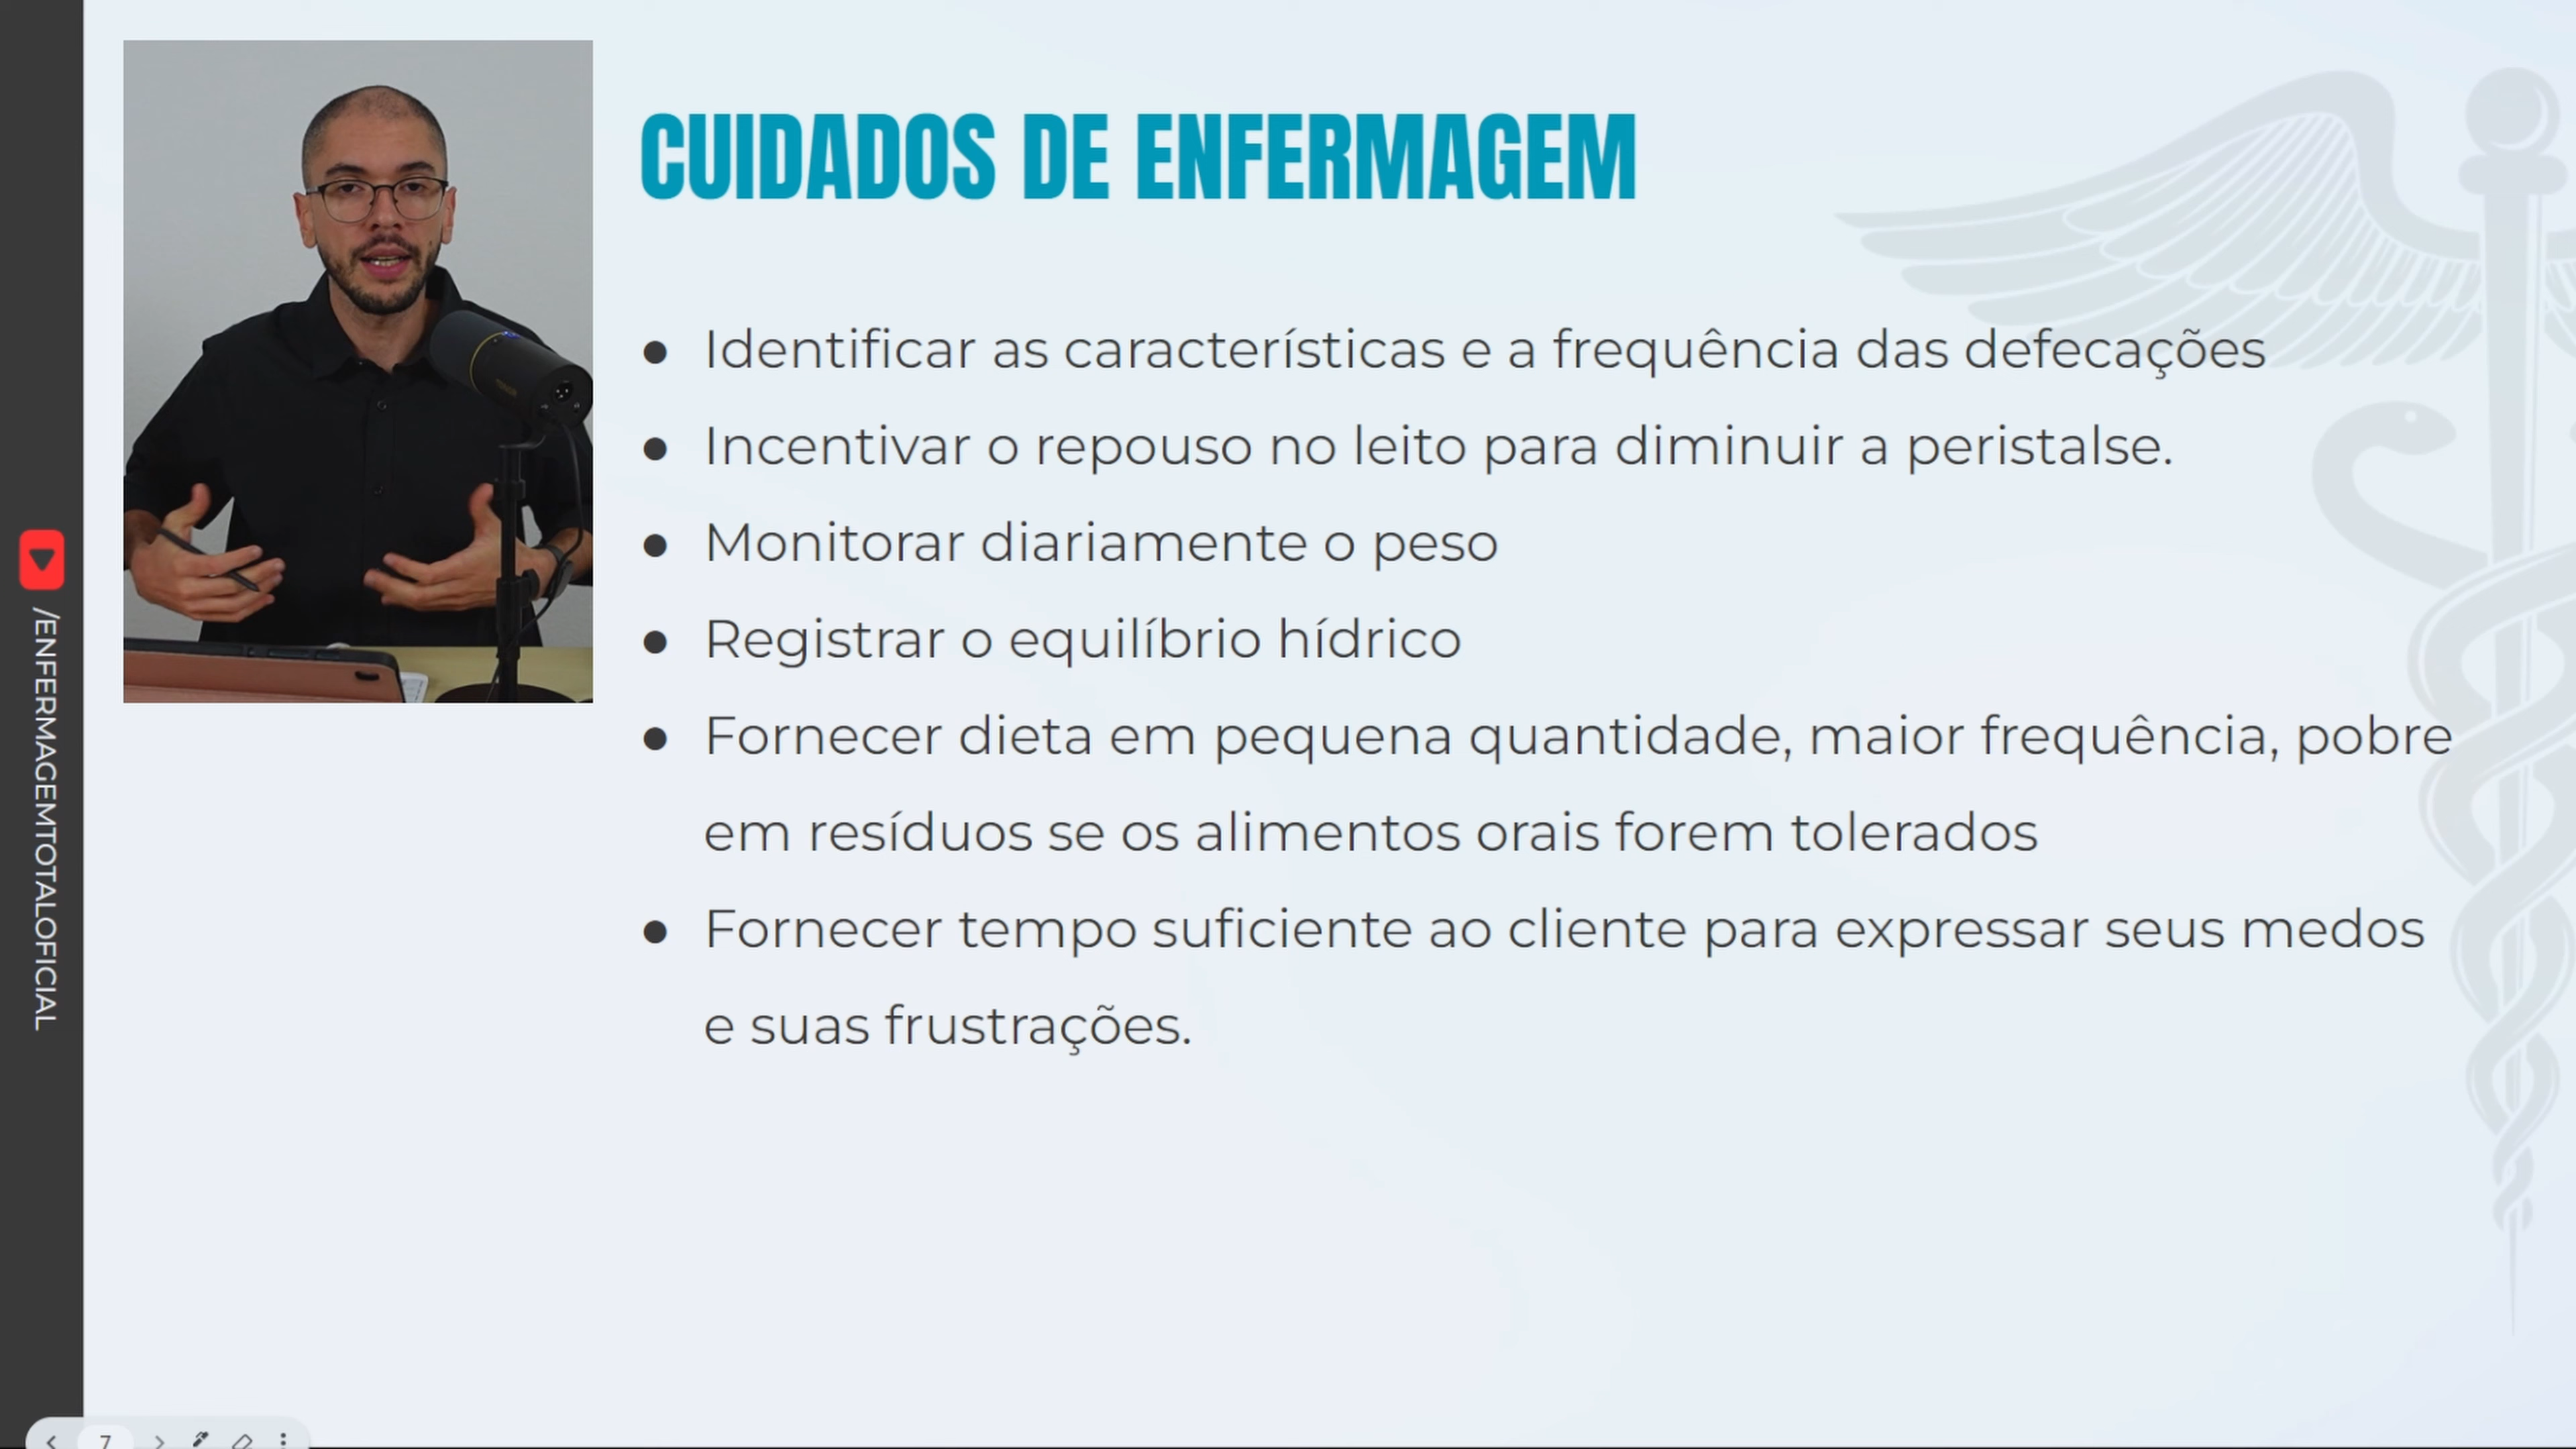 CUIDADOS DE ENFERMAGEM
● Identificar as características e a frequência das defecações
● Incentivar o repouso no leito para diminuir a peristalse.
● Monitorar diariamente o peso
● Registrar o equilíbrio hídrico
● Fornecer dieta em pequena quantidade, maior frequência, pobre
em resíduos se os alimentos orais forem tolerados
● Fornecer tempo suficiente ao cliente para expressar seus medos
e suas frustrações.
/ENFERMAGEMTOTALOFICIAL
7